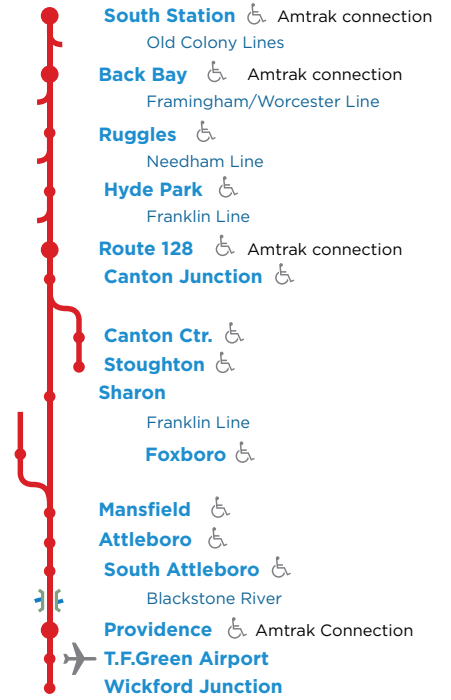 South Station Amtrak connection
Old Colony Lines
Back Bay Amtrak connection
Framingham/Worcester Line
Ruggles
Needham Line
Hyde Park
Franklin Line
Route 128 Amtrak connection
Canton Junction
Canton Ctr.
Stoughton
Sharon
Franklin Line
Foxboro
Mansfield
Attleboro
South Attleboro
Blackstone River
Providence Amtrak Connection
T.F.Green Airport
Wickford Junction